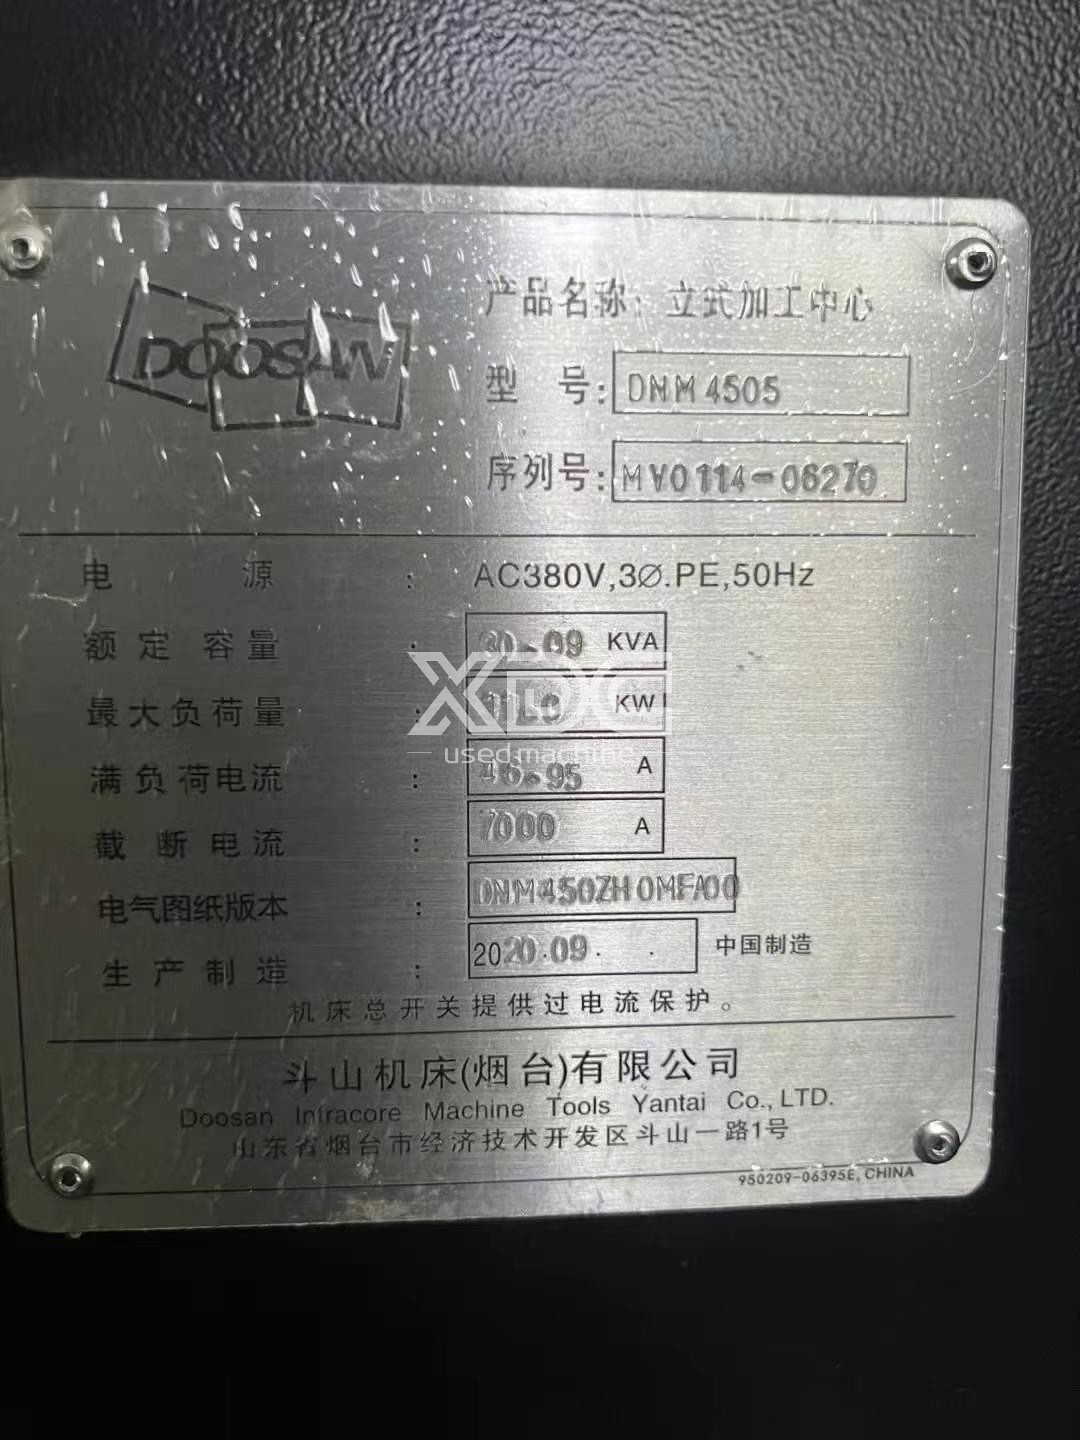 DOOSAN
产品名称: 立式加工中心
型 号: DNM4505
序列号: MV0114-06270
电 源 : AC380V,3Ø.PE,50Hz
额定容量 : 30.09 KVA
最大负荷量 : KW
满负荷电流 : 46.95 A
截断电流 : 7000 A
电气图纸版本 : DNM450ZH0MFA00
生产制造 : 2020.09. . 中国制造
机床总开关提供过电流保护。
斗山机床(烟台)有限公司
Doosan Infracore Machine Tools Yantai Co., LTD.
山东省烟台市经济技术开发区斗山一路1号
950209-06395E, CHINA
XDC
used machine